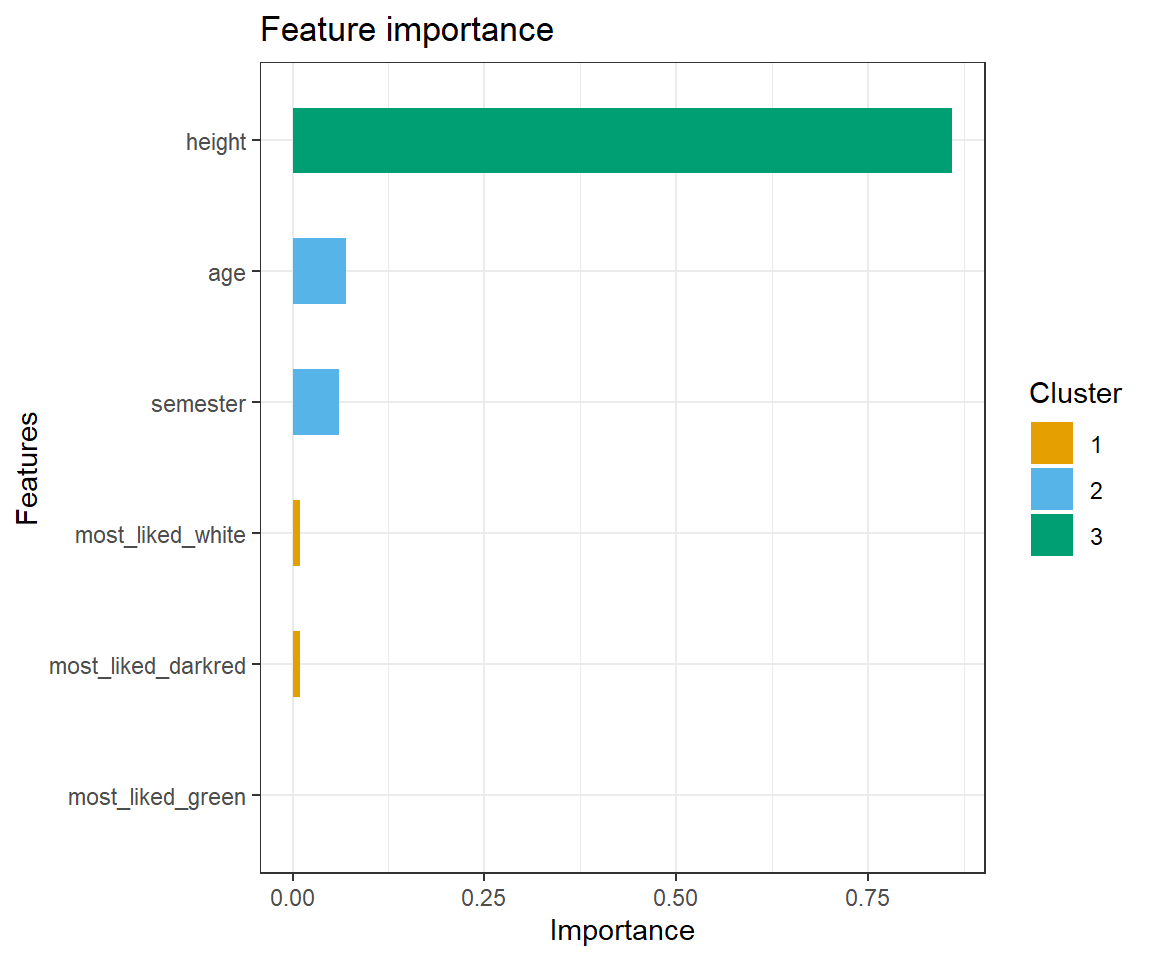 Feature importance
height
age
semester
most_liked_white
most_liked_darkred
most_liked_green
Features
0.00
0.25
0.50
0.75
Importance
Cluster
1
2
3